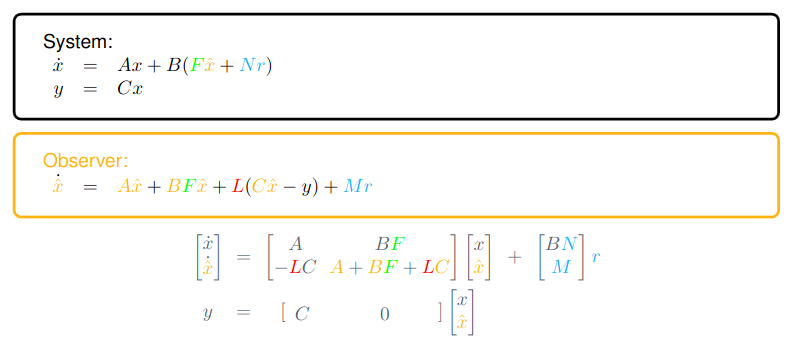 System:
ẋ = Ax + B(Fx̂ + Nr)
y = Cx
Observer:
x̂̇ = Ax̂ + BFx̂ + L(Cx̂ − y) + Mr
[ẋ; x̂̇] = [A BF; −LC A + BF + LC] [x; x̂] + [BN; M] r
y = [ C 0 ] [x; x̂]